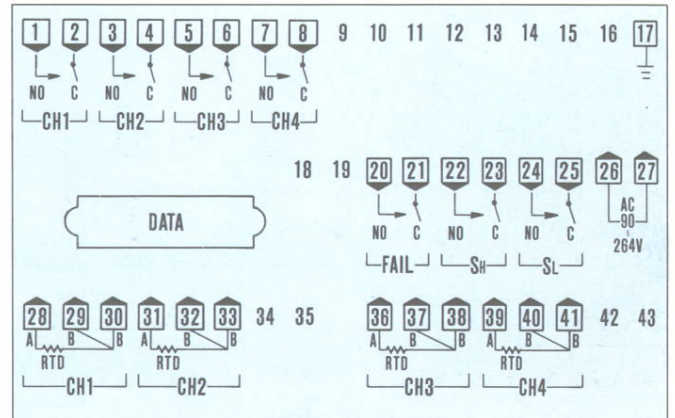 1 2 3 4 5 6 7 8 9 10 11 12 13 14 15 16 17
NO C NO C NO C NO C
CH1 CH2 CH3 CH4
18 19 20 21 22 23 24 25 26 27
DATA
NO C NO C NO C
AC
90
~
264V
FAIL SH SL
28 29 30 31 32 33 34 35 36 37 38 39 40 41 42 43
A B B A B B A B B A B B
RTD RTD RTD RTD
CH1 CH2 CH3 CH4